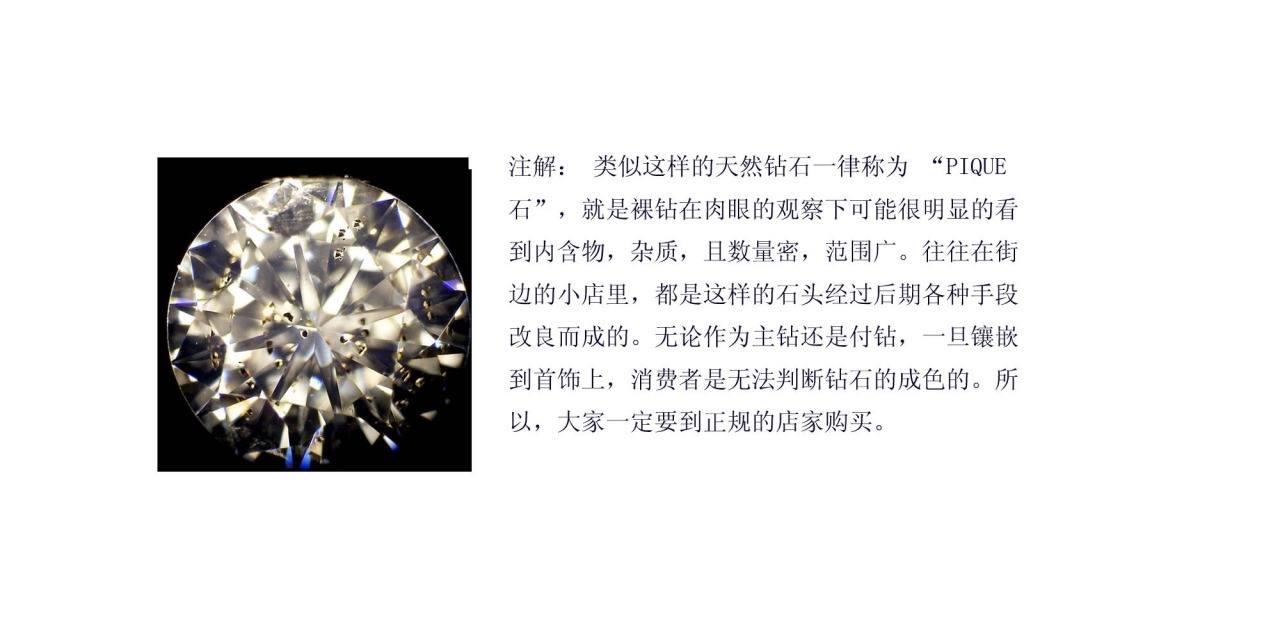 注解： 类似这样的天然钻石一律称为 “PIQUE
石”，就是裸钻在肉眼的观察下可能很明显的看
到内含物，杂质，且数量密，范围广。往往在街
边的小店里，都是这样的石头经过后期各种手段
改良而成的。无论作为主钻还是付钻，一旦镶嵌
到首饰上，消费者是无法判断钻石的成色的。所
以，大家一定要到正规的店家购买。